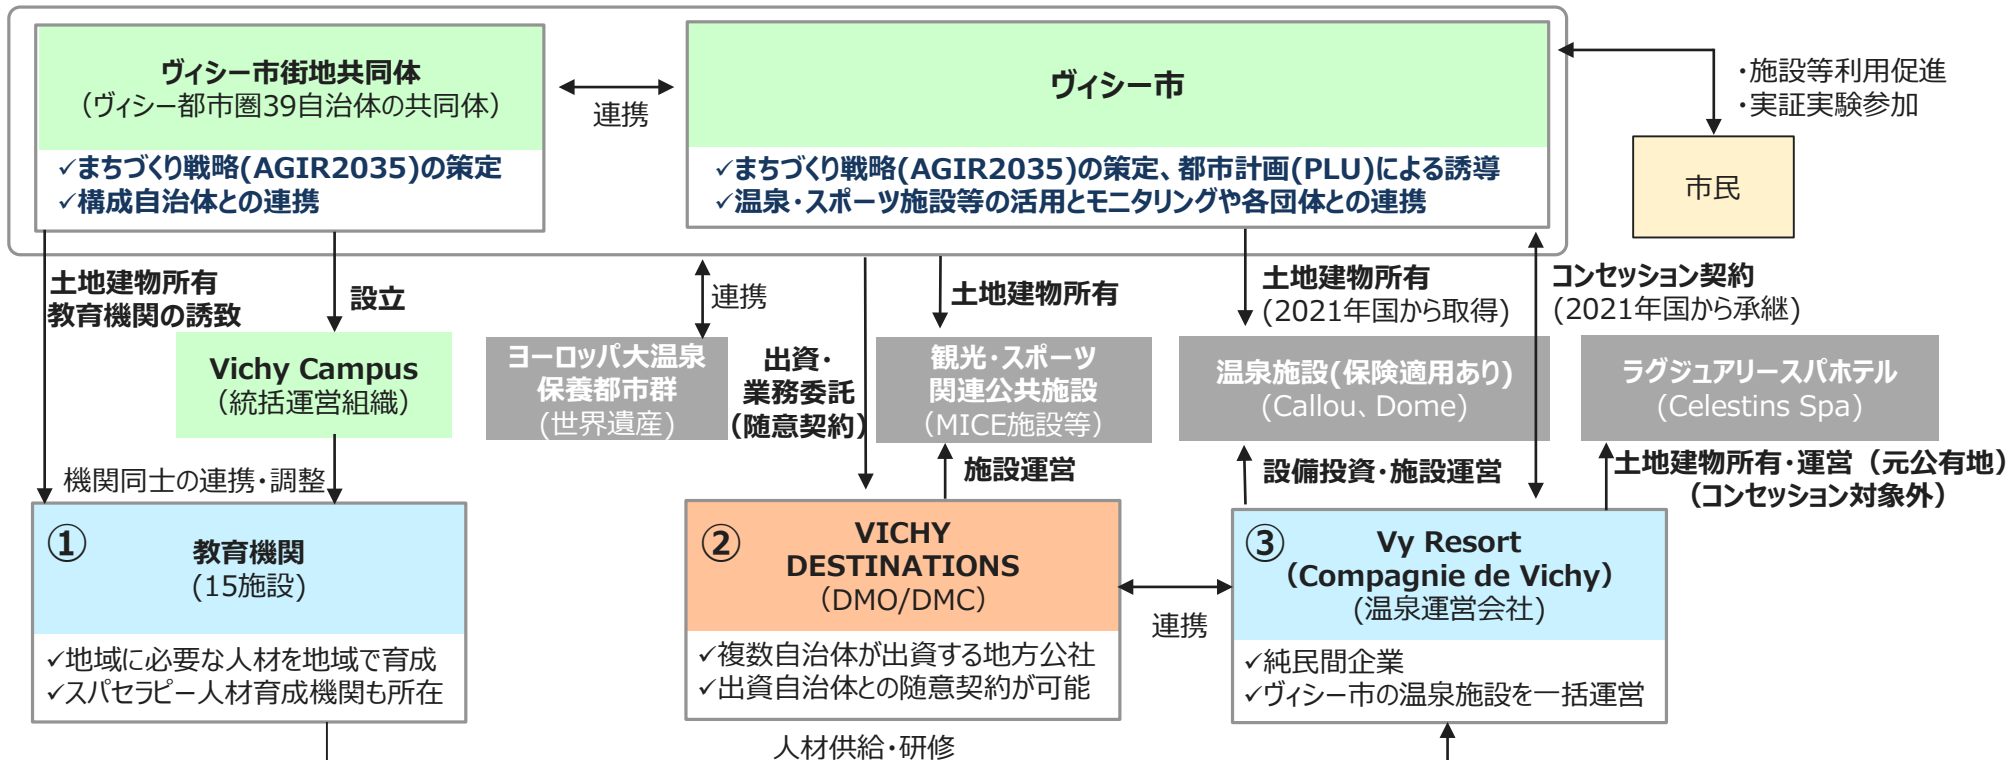 ヴィシー市街地共同体
（ヴィシー都市圏39自治体の共同体）
✓まちづくり戦略(AGIR2035)の策定
✓構成自治体との連携
連携
ヴィシー市
✓まちづくり戦略(AGIR2035)の策定、都市計画(PLU)による誘導
✓温泉・スポーツ施設等の活用とモニタリングや各団体との連携
・施設等利用促進
・実証実験参加
市民
土地建物所有
教育機関の誘致
設立
連携
土地建物所有
土地建物所有
(2021年国から取得)
コンセッション契約
(2021年国から承継)
Vichy Campus
（統括運営組織）
ヨーロッパ大温泉
保養都市群
(世界遺産)
出資・
業務委託
（随意契約）
観光・スポーツ
関連公共施設
（MICE施設等）
温泉施設(保険適用あり)
(Callou、Dome)
ラグジュアリースパホテル
(Celestins Spa)
機関同士の連携・調整
施設運営
設備投資・施設運営
土地建物所有・運営（元公有地）
（コンセッション対象外）
①
教育機関
(15施設)
✓地域に必要な人材を地域で育成
✓スパセラピー人材育成機関も所在
②
VICHY
DESTINATIONS
（DMO/DMC）
✓複数自治体が出資する地方公社
✓出資自治体との随意契約が可能
連携
③
Vy Resort
（Compagnie de Vichy）
(温泉運営会社)
✓純民間企業
✓ヴィシー市の温泉施設を一括運営
人材供給・研修